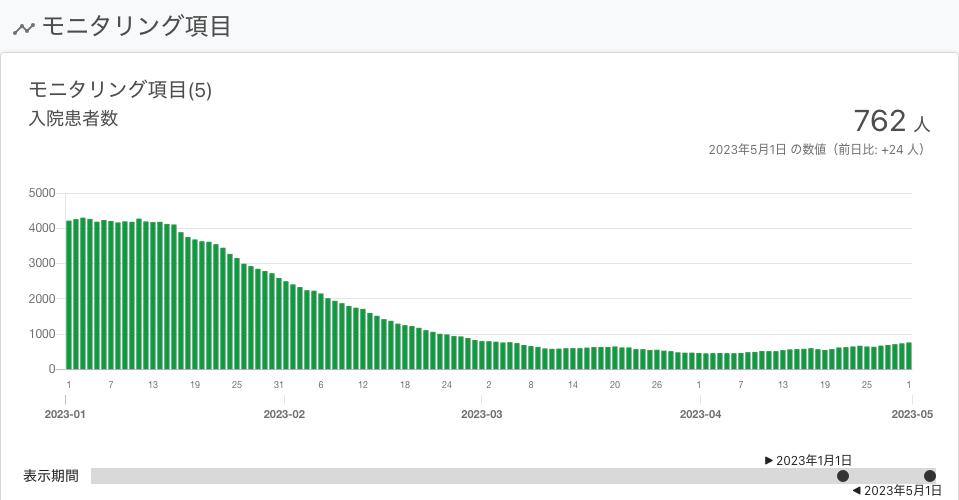 モニタリング項目
モニタリング項目(5)
入院患者数
762 人
2023年5月1日 の数値（前日比: +24 人）
5000
4000
3000
2000
1000
0
1 7 13 19 25 31 6 12 18 24 2 8 14 20 26 1 7 13 19 25 1
2023-01 2023-02 2023-03 2023-04 2023-05
►2023年1月1日
表示期間
◄2023年5月1日